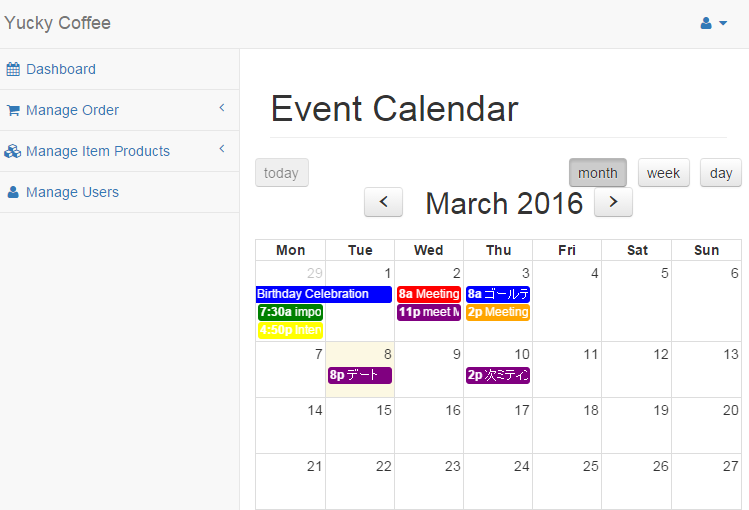 Yucky Coffee
Dashboard
Manage Order
Manage Item Products
Manage Users
Event Calendar
today
month week day
March 2016
Mon Tue Wed Thu Fri Sat Sun
29 1 2 3 4 5 6
Birthday Celebration 8a Meeting 8a ゴールデ
7:30a impo 11p meet M 2p Meeting
4:50p Inter
7 8 9 10 11 12 13
8p デート 2p 次ミティン
14 15 16 17 18 19 20
21 22 23 24 25 26 27